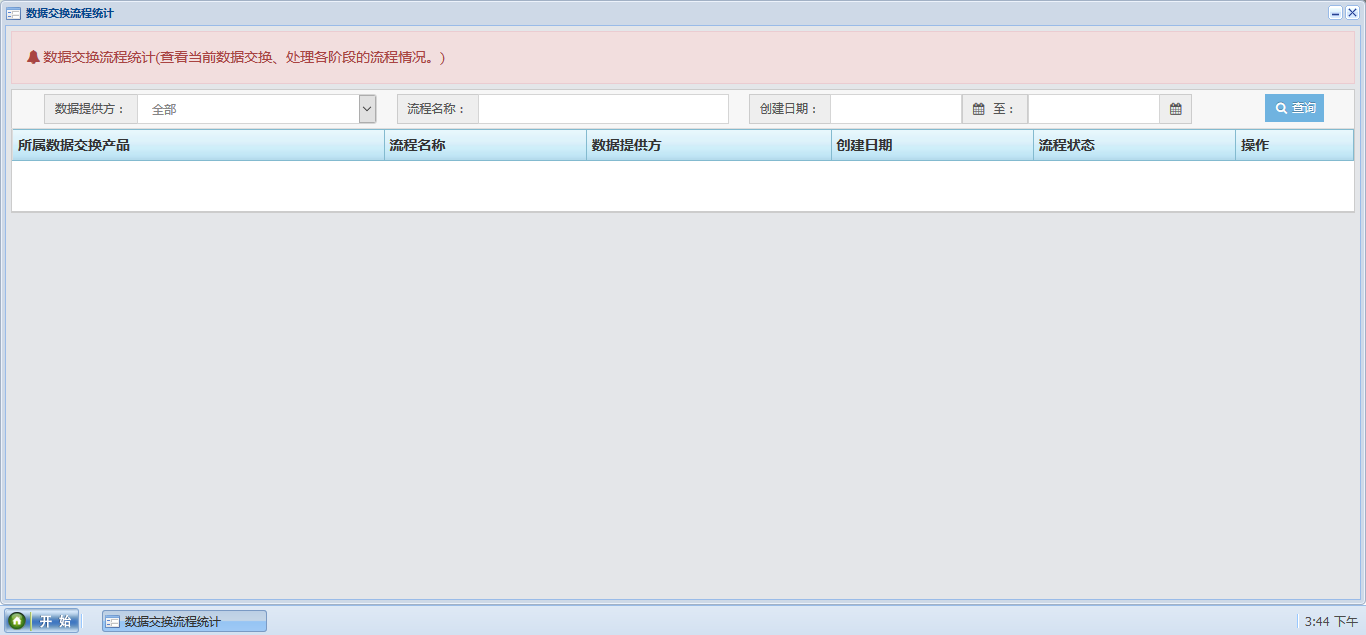 数据交换流程统计
数据交换流程统计(查看当前数据交换、处理各阶段的流程情况。)
数据提供方： 全部 流程名称： 创建日期： 至： 查询
所属数据交换产品 流程名称 数据提供方 创建日期 流程状态 操作
开 始 数据交换流程统计 3:44 下午